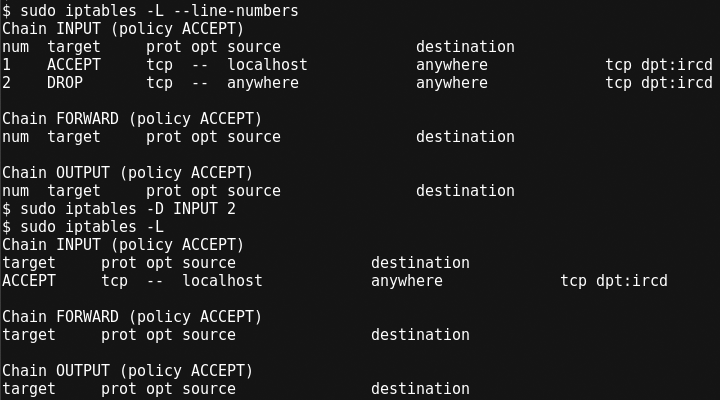 $ sudo iptables -L --line-numbers
Chain INPUT (policy ACCEPT)
num  target     prot opt source               destination
1    ACCEPT     tcp  --  localhost            anywhere             tcp dpt:ircd
2    DROP       tcp  --  anywhere             anywhere             tcp dpt:ircd

Chain FORWARD (policy ACCEPT)
num  target     prot opt source               destination

Chain OUTPUT (policy ACCEPT)
num  target     prot opt source               destination
$ sudo iptables -D INPUT 2
$ sudo iptables -L
Chain INPUT (policy ACCEPT)
target     prot opt source               destination
ACCEPT     tcp  --  localhost            anywhere             tcp dpt:ircd

Chain FORWARD (policy ACCEPT)
target     prot opt source               destination

Chain OUTPUT (policy ACCEPT)
target     prot opt source               destination